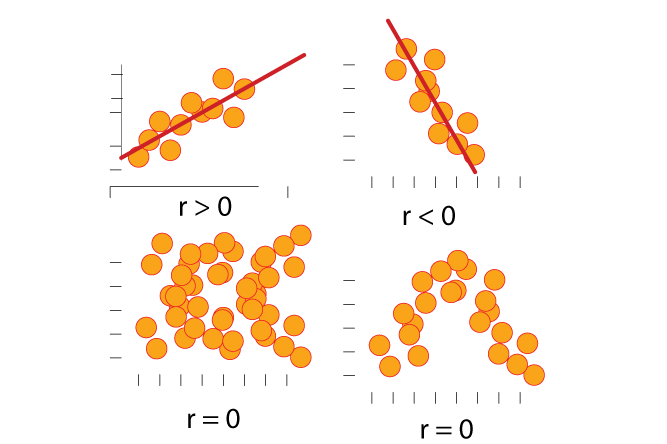 r > 0
r < 0
r = 0
r = 0